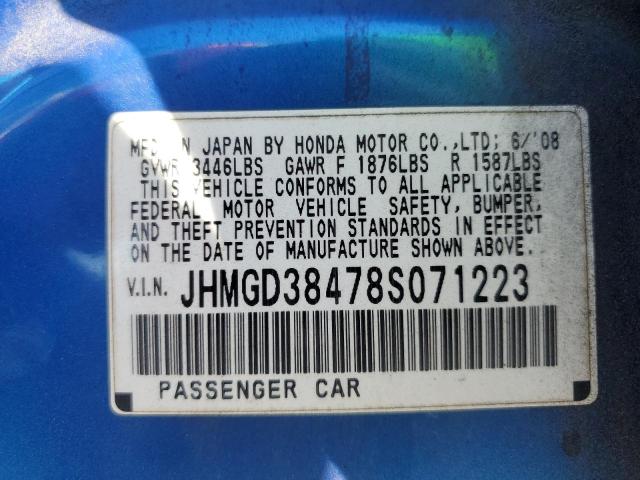 MFD IN JAPAN BY HONDA MOTOR CO.,LTD; 6/'08
GVWR 3446LBS GAWR F 1876LBS R 1587LBS
THIS VEHICLE CONFORMS TO ALL APPLICABLE
FEDERAL MOTOR VEHICLE SAFETY, BUMPER,
AND THEFT PREVENTION STANDARDS IN EFFECT
ON THE DATE OF MANUFACTURE SHOWN ABOVE.
V.I.N. JHMGD38478S071223
PASSENGER CAR